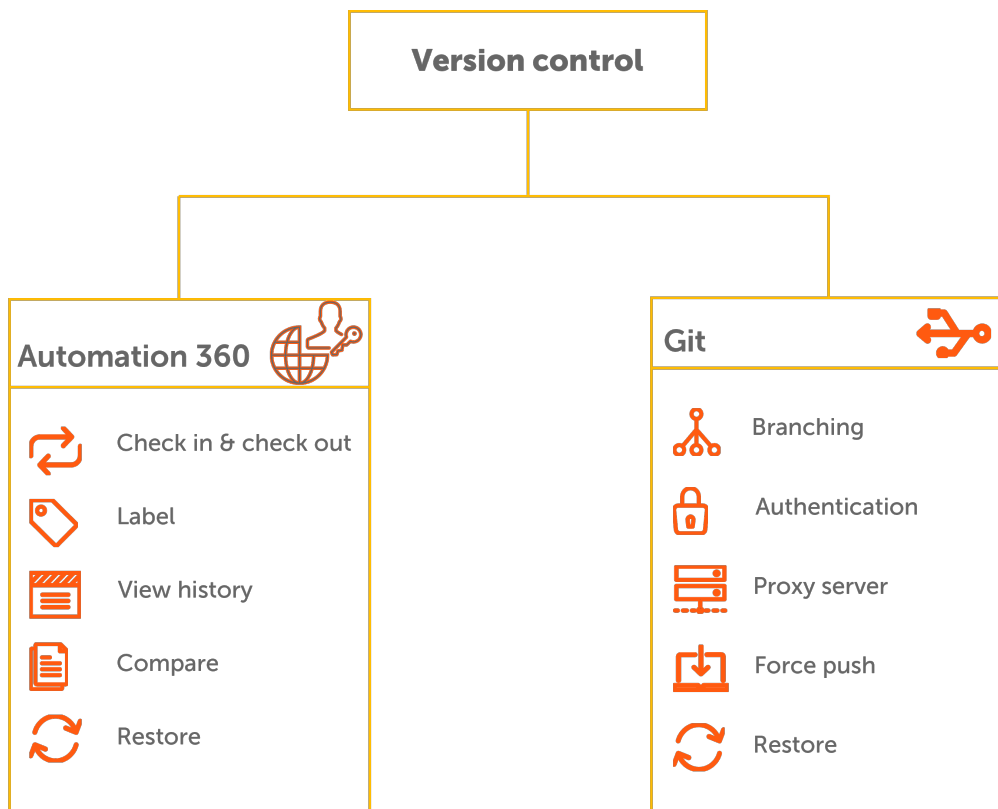 Version control
Automation 360
Check in & check out
Label
View history
Compare
Restore
Git
Branching
Authentication
Proxy server
Force push
Restore